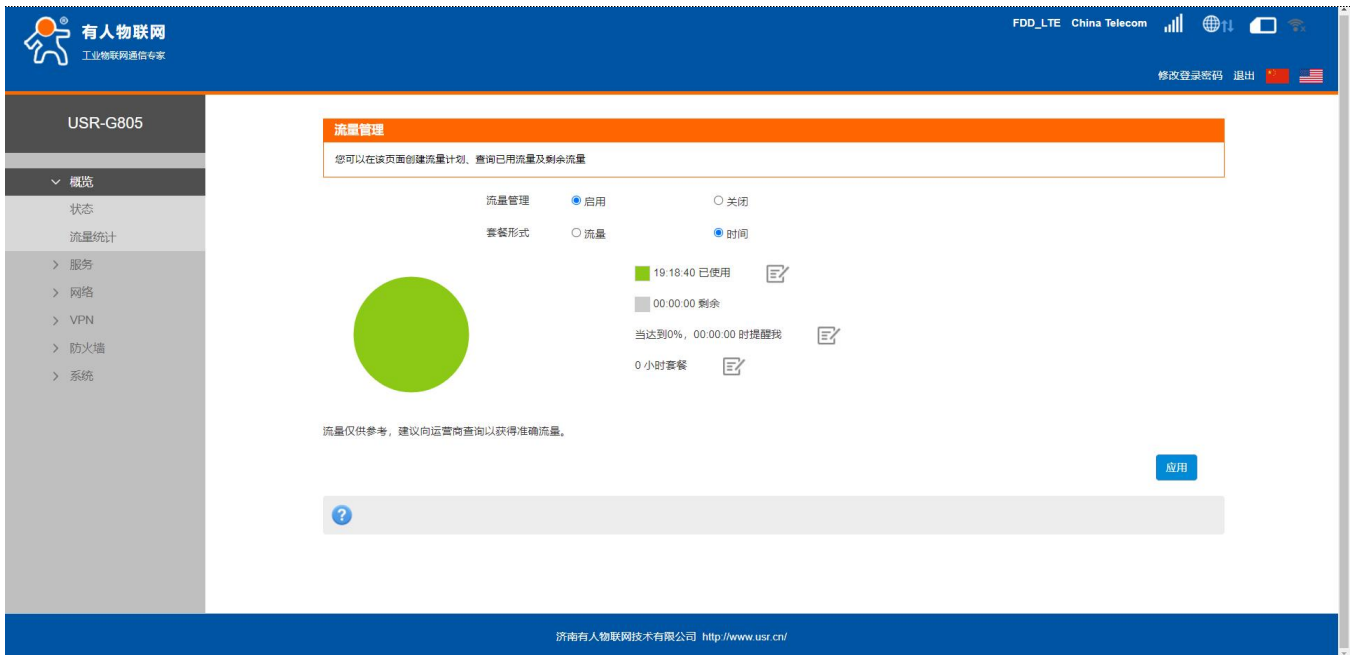 有人物联网
工业物联网通信专家
FDD_LTE China Telecom
修改登录密码 退出
USR-G805
概览
状态
流量统计
服务
网络
VPN
防火墙
系统
流量管理
您可以在该页面创建流量计划、查询已用流量及剩余流量
流量管理 启用 关闭
套餐形式 流量 时间
19:18:40 已使用
00:00:00 剩余
当达到0%，00:00:00 时提醒我
0 小时套餐
流量仅供参考，建议向运营商查询以获得准确流量。
应用
济南有人物联网技术有限公司 http://www.usr.cn/